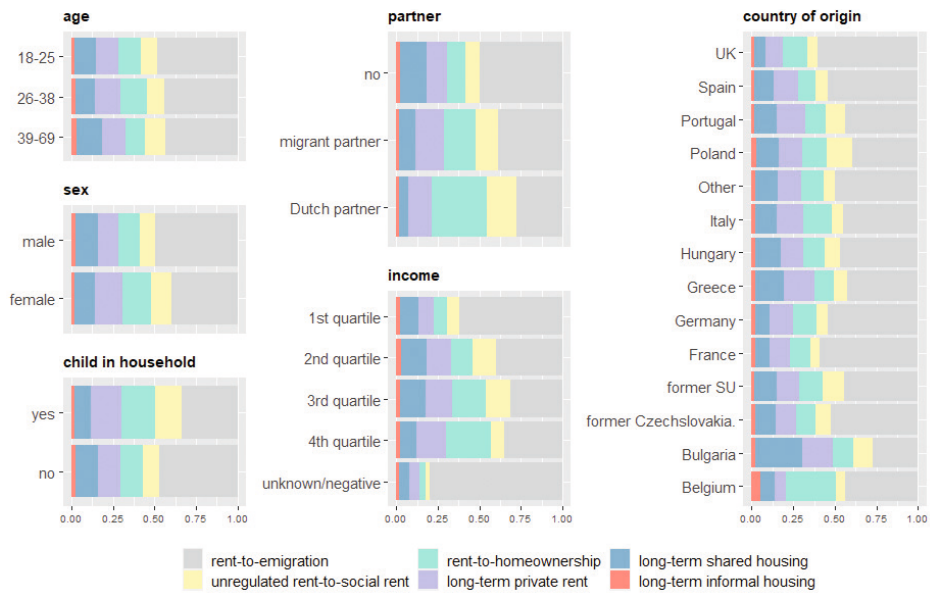 age
18-25
26-38
39-69
sex
male
female
child in household
yes
no
0.00 0.25 0.50 0.75 1.00
partner
no
migrant partner
Dutch partner
income
1st quartile
2nd quartile
3rd quartile
4th quartile
unknown/negative
0.00 0.25 0.50 0.75 1.00
country of origin
UK
Spain
Portugal
Poland
Other
Italy
Hungary
Greece
Germany
France
former SU
former Czechslovakia.
Bulgaria
Belgium
0.00 0.25 0.50 0.75 1.00
rent-to-emigration rent-to-homeownership long-term shared housing
unregulated rent-to-social rent long-term private rent long-term informal housing